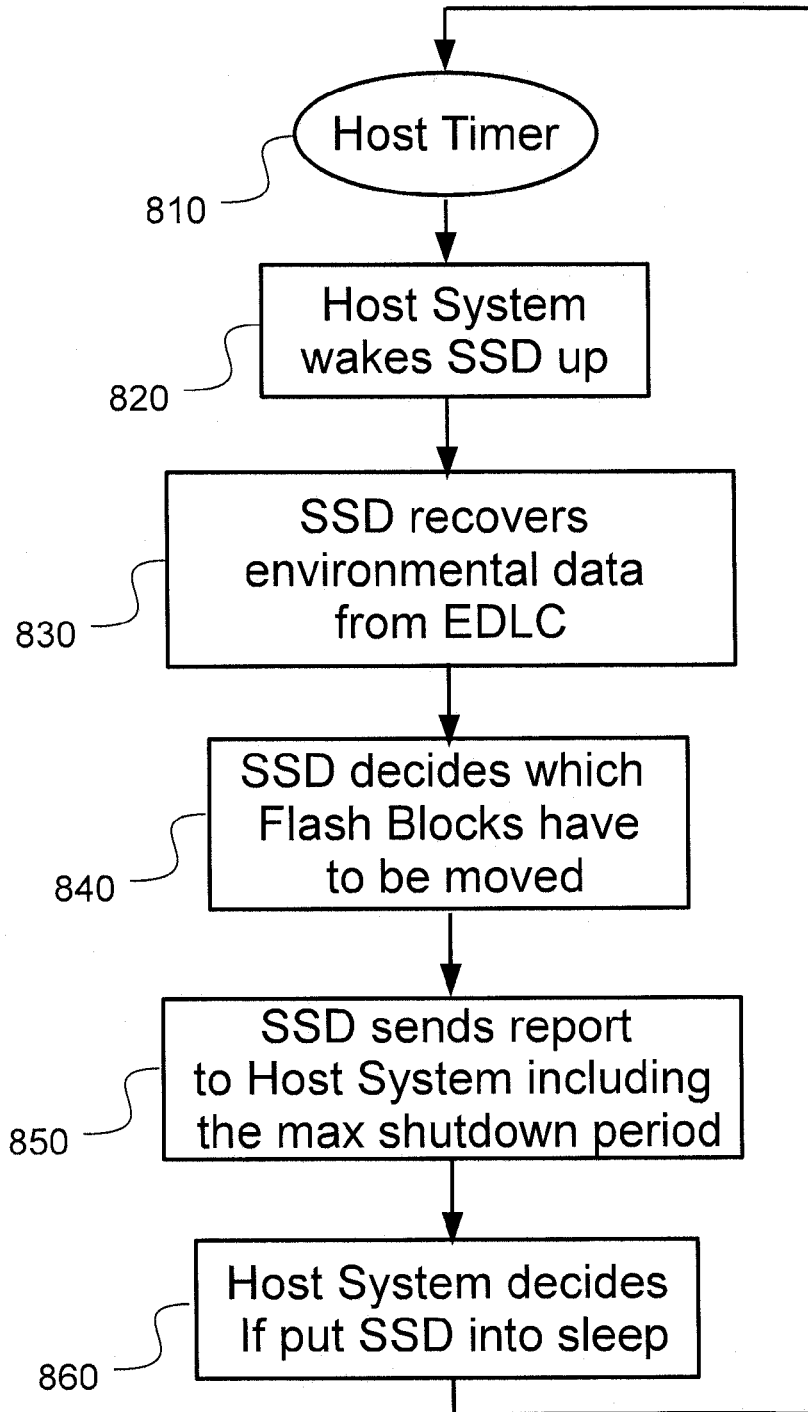 Host Timer
810
Host System
wakes SSD up
820
SSD recovers
environmental data
from EDLC
830
SSD decides which
Flash Blocks have
to be moved
840
SSD sends report
to Host System including
the max shutdown period
850
Host System decides
If put SSD into sleep
860